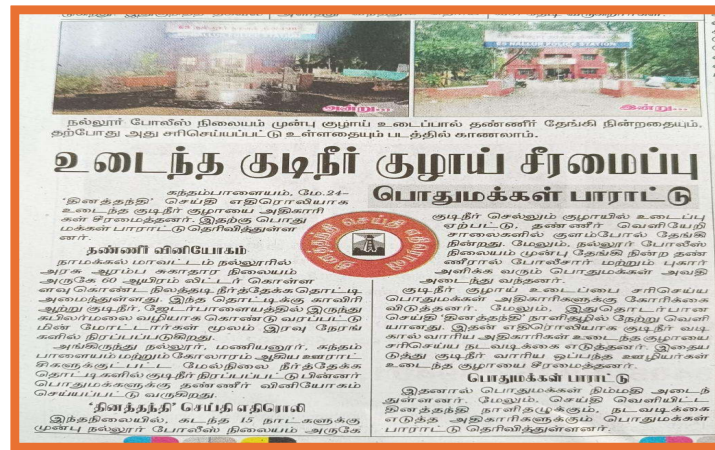 S9 NALLUR POLICE STATION
அன்று...
இன்று...
நல்லூர் போலீஸ் நிலையம் முன்பு குழாய் உடைப்பால் தண்ணீர் தேங்கி நின்றதையும்,
தற்போது அது சரிசெய்யப்பட்டு உள்ளதையும் படத்தில் காணலாம்.
உடைந்த குடிநீர் குழாய் சீரமைப்பு
பொதுமக்கள் பாராட்டு
கந்தம்பாளையம், மே.24-
'தினத்தந்தி' செய்தி எதிரொலியாக
உடைந்த குடிநீர் குழாயை அதிகாரி
கள் சீரமைத்தனர். இதற்கு பொது
மக்கள் பாராட்டு தெரிவித்துள்ள
னர்.
தண்ணீர் வினியோகம்
நாமக்கல் மாவட்டம் நல்லூரில்
அரசு ஆரம்ப சுகாதார நிலையம்
அருகே 60 ஆயிரம் லிட்டர் கொள்ள
ளவு கொண்ட நிலத்தடி நீர்த்தேக்க தொட்டி
அமைந்துள்ளது. இந்த தொட்டிக்கு காவிரி
ஆற்று குடிநீர், ஜேடர்பாளையத்தில் இருந்து
கபிலர்மலை வழியாக கொண்டு வரப்பட்டு
மின் மோட்டார்கள் மூலம் இரவு நேரங்
களில் நிரப்பப்படுகிறது.
அங்கிருந்து நல்லூர், மணியனூர், கந்தம்
பாளையம் மற்றும் கோலாரம் ஆகிய ஊராட்
சிகளுக்குட்பட்ட மேல்நிலை நீர்த்தேக்க
தொட்டிகளில் குடிநீர் நிரப்பப்பட்டு பின்னர்
பொதுமக்களுக்கு தண்ணீர் வினியோகம்
செய்யப்பட்டு வருகிறது.
'தினத்தந்தி' செய்தி எதிரொலி
இந்தநிலையில், கடந்த 15 நாட்களுக்கு
முன்பு நல்லூர் போலீஸ் நிலையம் அருகே
தினத்தந்தி செய்தி எதிரொலி
குடிநீர் செல்லும் குழாயில் உடைப்பு
ஏற்பட்டு, தண்ணீர் வெளியேறி
சாலைகளில் குளம்போல் தேங்கி
நின்றது. மேலும், நல்லூர் போலீஸ்
நிலையம் முன்பு தேங்கி நின்ற தண்
ணீரால் போலீசார் மற்றும் புகார்
அளிக்க வரும் பொதுமக்கள் அவதி
அடைந்து வந்தனர்.
குடிநீர் குழாய் உடைப்பை சரிசெய்ய
பொதுமக்கள் அதிகாரிகளுக்கு கோரிக்கை
விடுத்தனர். மேலும், இதுதொடர்பான
செய்தி 'தினத்தந்தி' நாளிதழில் நேற்று வெளி
யானது. இதன் எதிரொலியாக குடிநீர் வடி
கால் வாரிய அதிகாரிகள் உடைந்த குழாயை
சரிசெய்ய நடவடிக்கை எடுத்தனர். இதைய
டுத்து குடிநீர் வாரிய ஒப்பந்த ஊழியர்கள்
உடைந்த குழாயை சீரமைத்தனர்.
பொதுமக்கள் பாராட்டு
இதனால் பொதுமக்கள் நிம்மதி அடைந்
துள்ளனர். மேலும், செய்தி வெளியிட்ட
தினத்தந்தி நாளிதழுக்கும், நடவடிக்கை
எடுத்த அதிகாரிகளுக்கும் பொதுமக்கள்
பாராட்டு தெரிவித்துள்ளனர்.